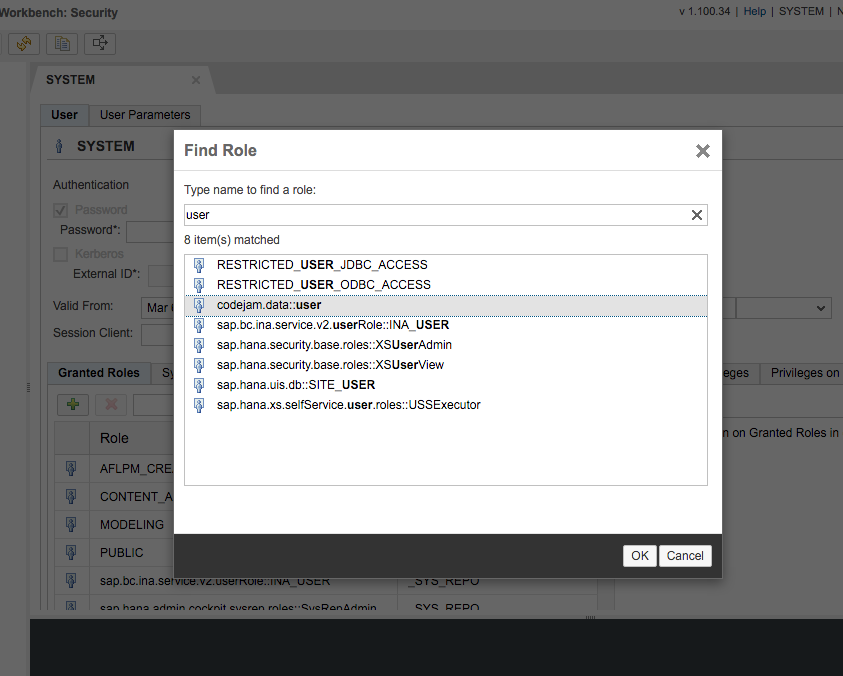 Workbench: Security
v 1.100.34 | Help | SYSTEM |
SYSTEM
User
User Parameters
SYSTEM
Find Role
Authentication
Type name to find a role:
Password
user
Password*:
8 item(s) matched
Kerberos
RESTRICTED_USER_JDBC_ACCESS
External ID*:
RESTRICTED_USER_ODBC_ACCESS
Valid From:
Mar
codejam.data::user
Session Client:
sap.bc.ina.service.v2.userRole::INA_USER
sap.hana.security.base.roles::XSUserAdmin
sap.hana.security.base.roles::XSUserView
Granted Roles
Sy
eges
Privileges on
sap.hana.uis.db::SITE_USER
sap.hana.xs.selfService.user.roles::USSExecutor
n on Granted Roles in
Role
AFLPM_CRE
CONTENT_A
MODELING
PUBLIC
OK
Cancel
sap.bc.ina.service.v2.userRole::INA_USER
_SYS_REPO
sap.hana.admin.cockpit.sysrep.roles::SysRepAdmin
_SYS_REPO